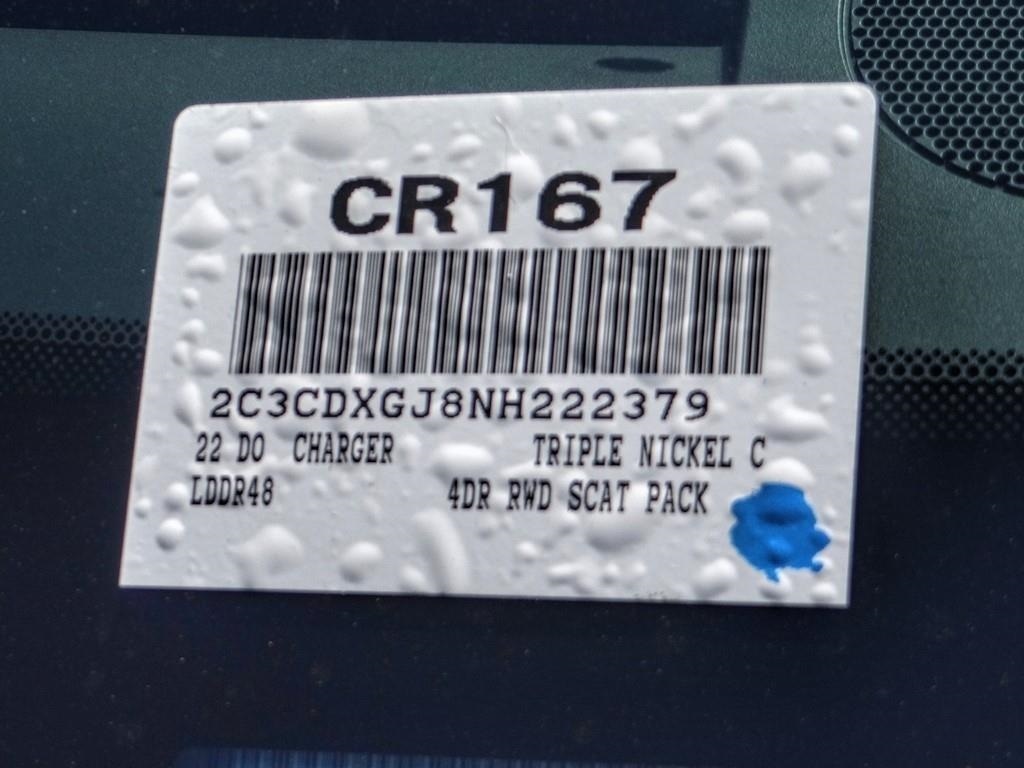 CR167
2C3CDXGJ8NH222379
22 DO CHARGER TRIPLE NICKEL C
LDDR48 4DR RWD SCAT PACK